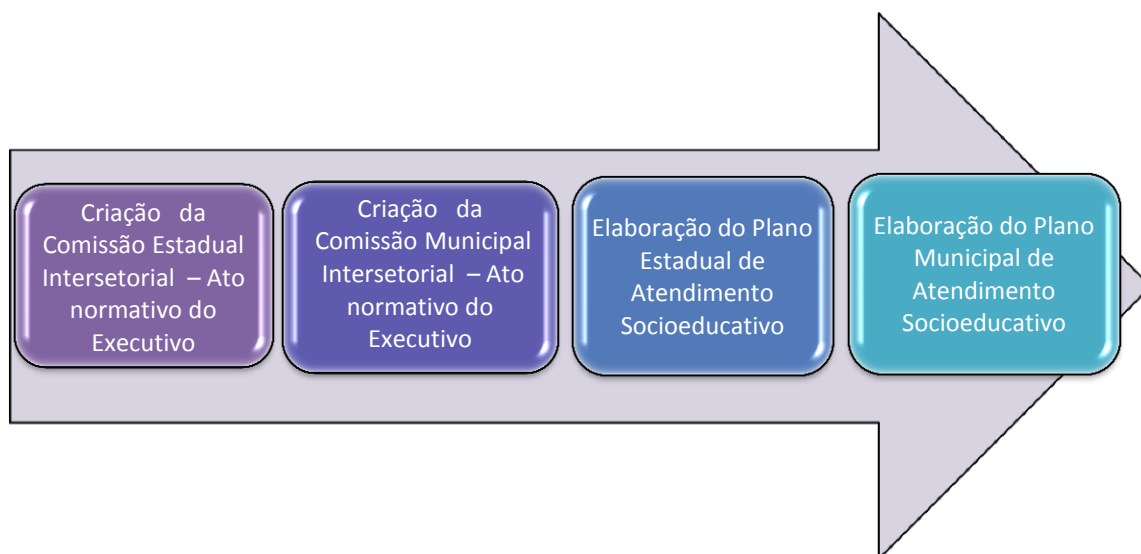 Criação da
Comissão Estadual
Intersetorial – Ato
normativo do
Executivo
Criação da
Comissão Municipal
Intersetorial – Ato
normativo do
Executivo
Elaboração do Plano
Estadual de
Atendimento
Socioeducativo
Elaboração do Plano
Municipal de
Atendimento
Socioeducativo